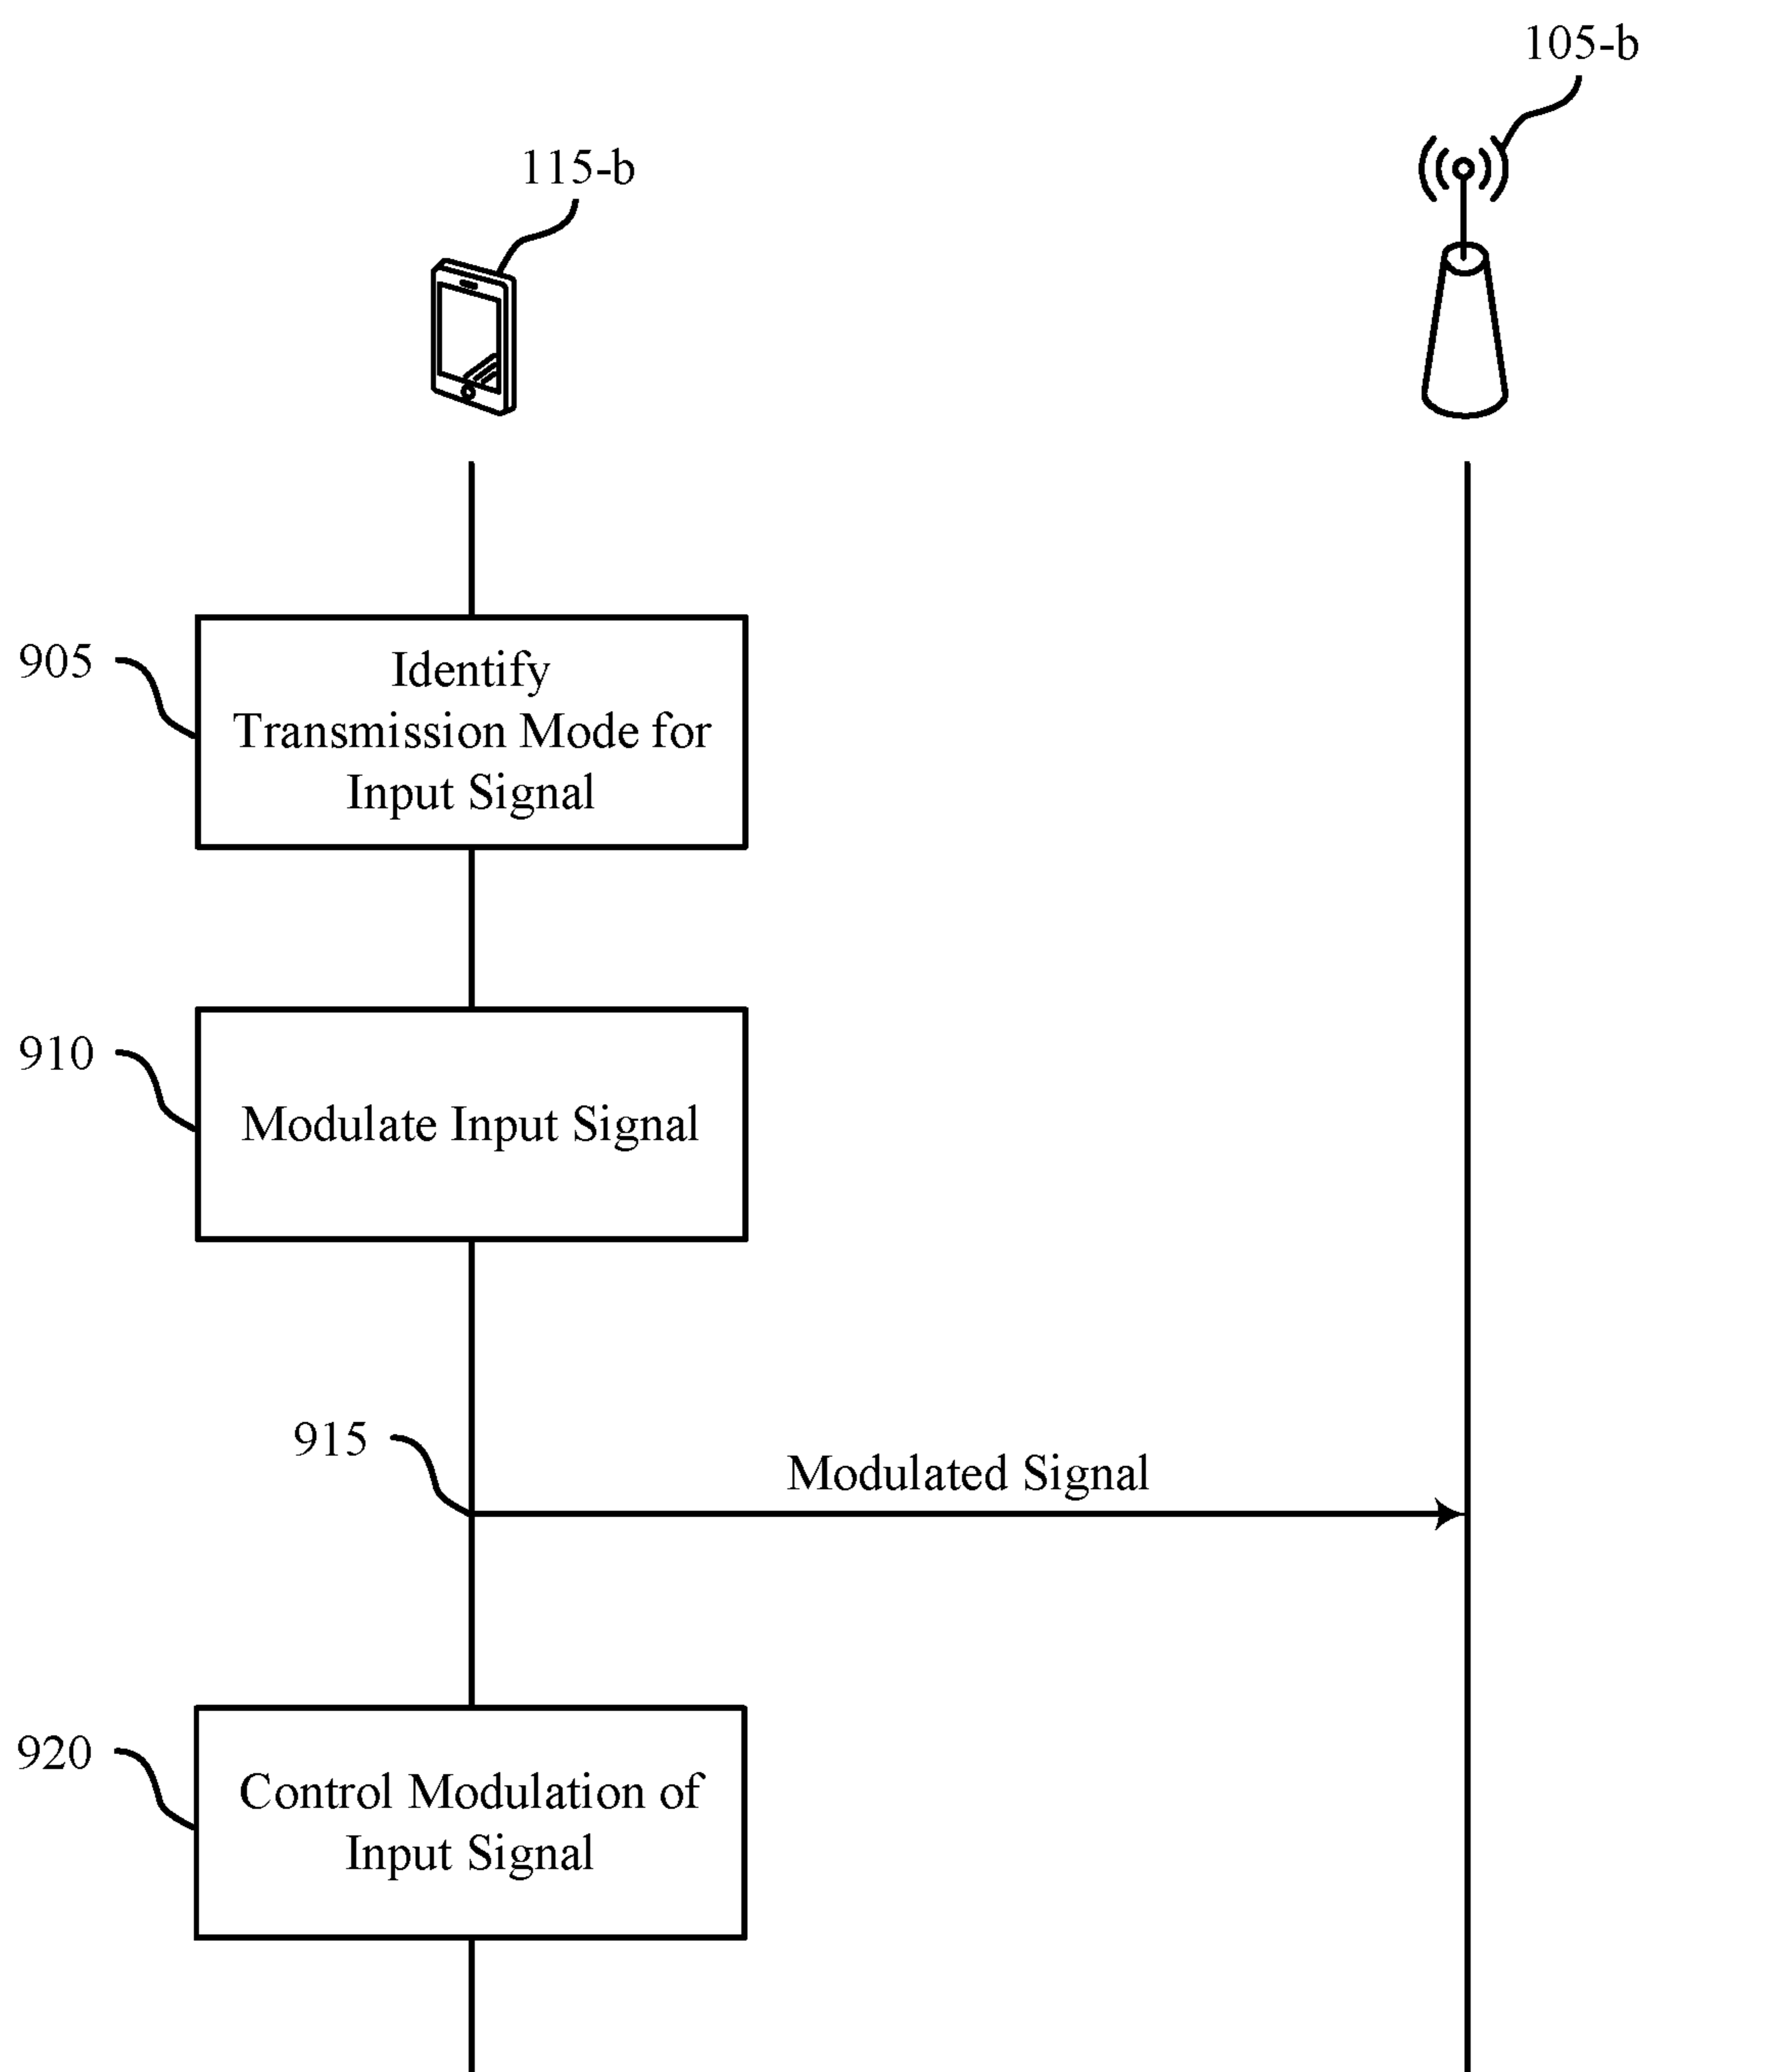 105-b
115-b
905
Identify
Transmission Mode for
Input Signal
910
Modulate Input Signal
915
Modulated Signal
920
Control Modulation of
Input Signal